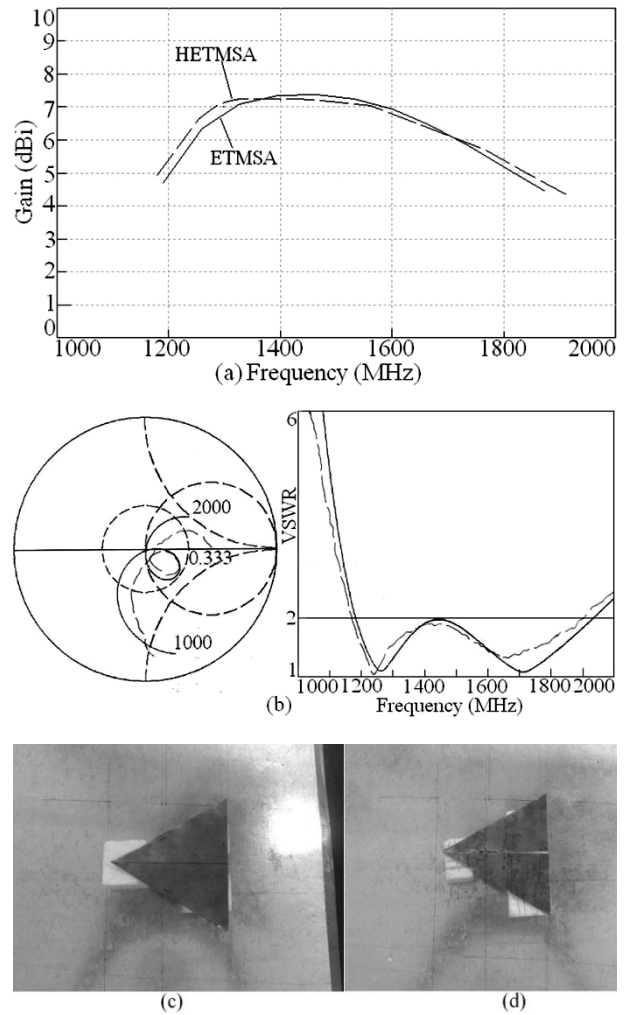 10
9
8
7
6
5
4
3
2
1
0
Gain (dBi)
HETMSA
ETMSA
1000 1200 1400 1600 1800 2000
(a) Frequency (MHz)
2000
0.333
1000
6
2
1
VSWR
1000 1200 1400 1600 1800 2000
Frequency (MHz)
(b)
(c) (d)